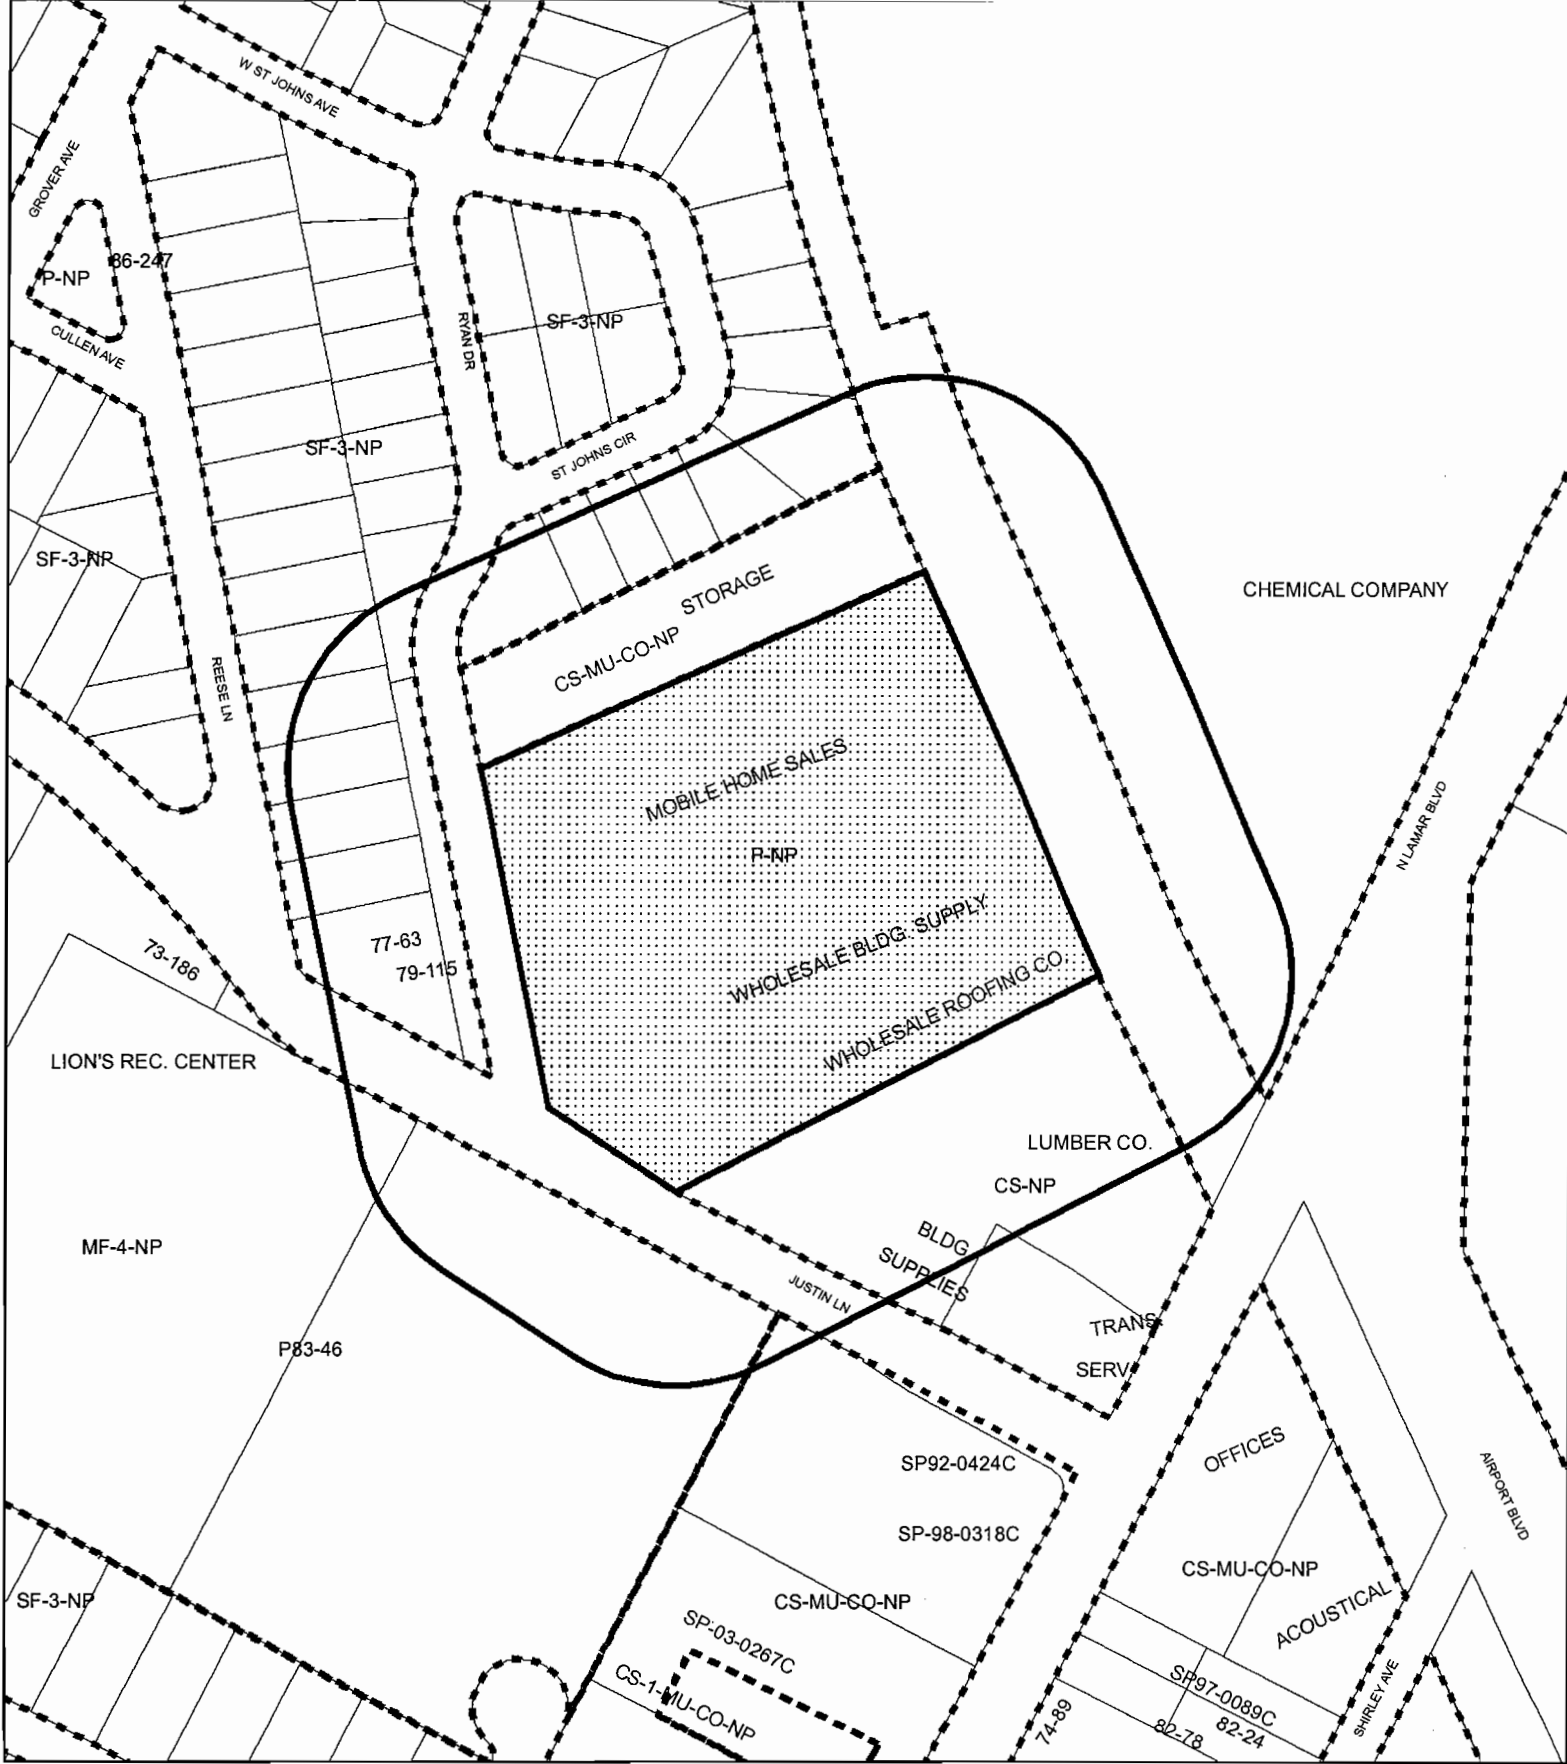 W ST JOHNS AVE
GROVER AVE
86-247
P-NP
CULLEN AVE
RYAN DR
SF-3-NP
SF-3-NP
ST JOHNS CIR
SF-3-NP
STORAGE
CHEMICAL COMPANY
CS-MU-CO-NP
REESE LN
MOBILE HOME SALES
N LAMAR BLVD
P-NP
WHOLESALE BLDG. SUPPLY
77-63
79-115
73-186
WHOLESALE ROOFING CO.
LION'S REC. CENTER
LUMBER CO.
CS-NP
MF-4-NP
BLDG
SUPPLIES
JUSTIN LN
TRANS
SERV
P83-46
OFFICES
SP92-0424C
AIRPORT BLVD
SP-98-0318C
CS-MU-CO-NP
SF-3-NP
CS-MU-CO-NP
ACOUSTICAL
SP-03-0267C
CS-1-MU-CO-NP
SP97-0089C
SHIRLEY AVE
74-89
82-78
82-24